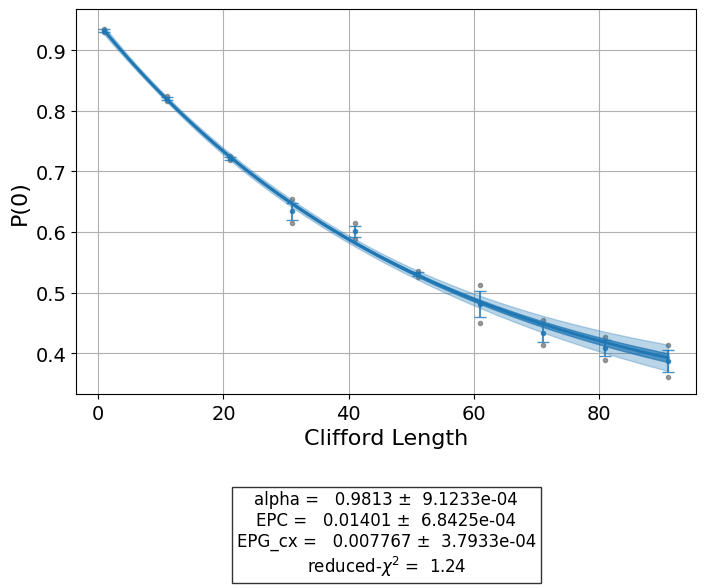 0.9
0.8
0.7
0.6
0.5
0.4
P(0)
0 20 40 60 80
Clifford Length
alpha = 0.9813 ± 9.1233e-04
EPC = 0.01401 ± 6.8425e-04
EPG_cx = 0.007767 ± 3.7933e-04
reduced-χ² = 1.24